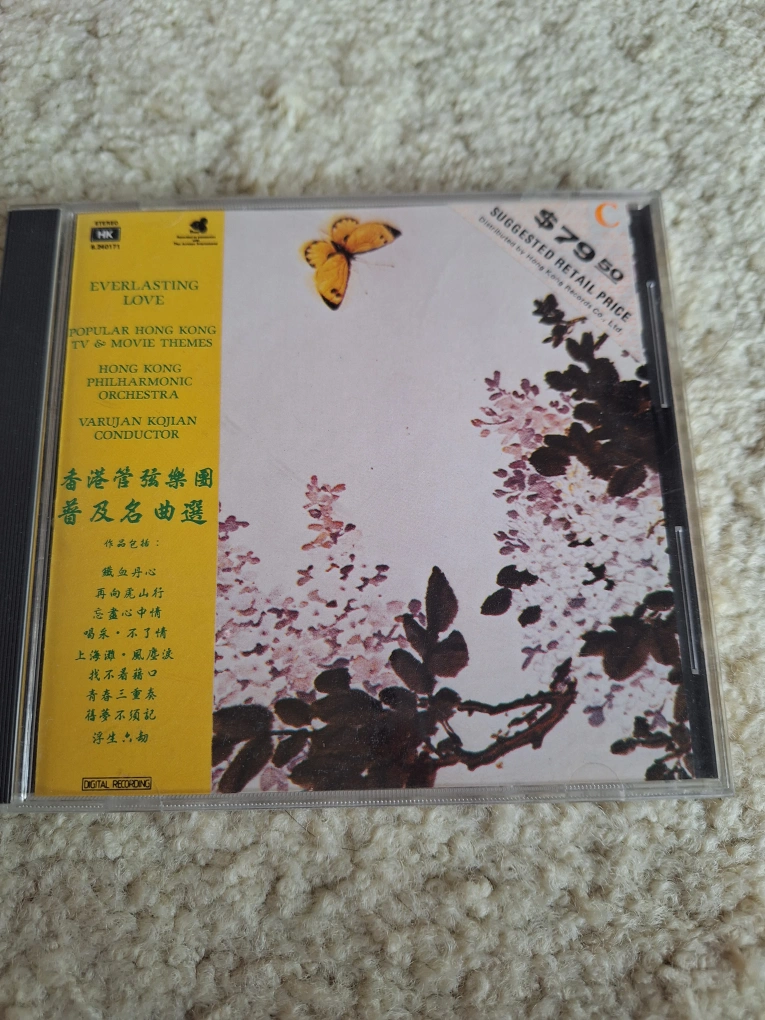 STEREO
HK
8.240171
EVERLASTING
LOVE
POPULAR HONG KONG
TV & MOVIE THEMES
HONG KONG
PHILHARMONIC
ORCHESTRA
VARUJAN KOJIAN
CONDUCTOR
香港管弦樂團
普及名曲選
作品包括：
鐵血丹心
再向虎山行
忘盡心中情
喝采·不了情
上海灘·風塵淚
找不着藉口
青春三重奏
舊夢不須記
浮生六劫
DIGITAL RECORDING
C
$79.50
SUGGESTED RETAIL PRICE
Distributed by Hong Kong Records Co., Ltd.